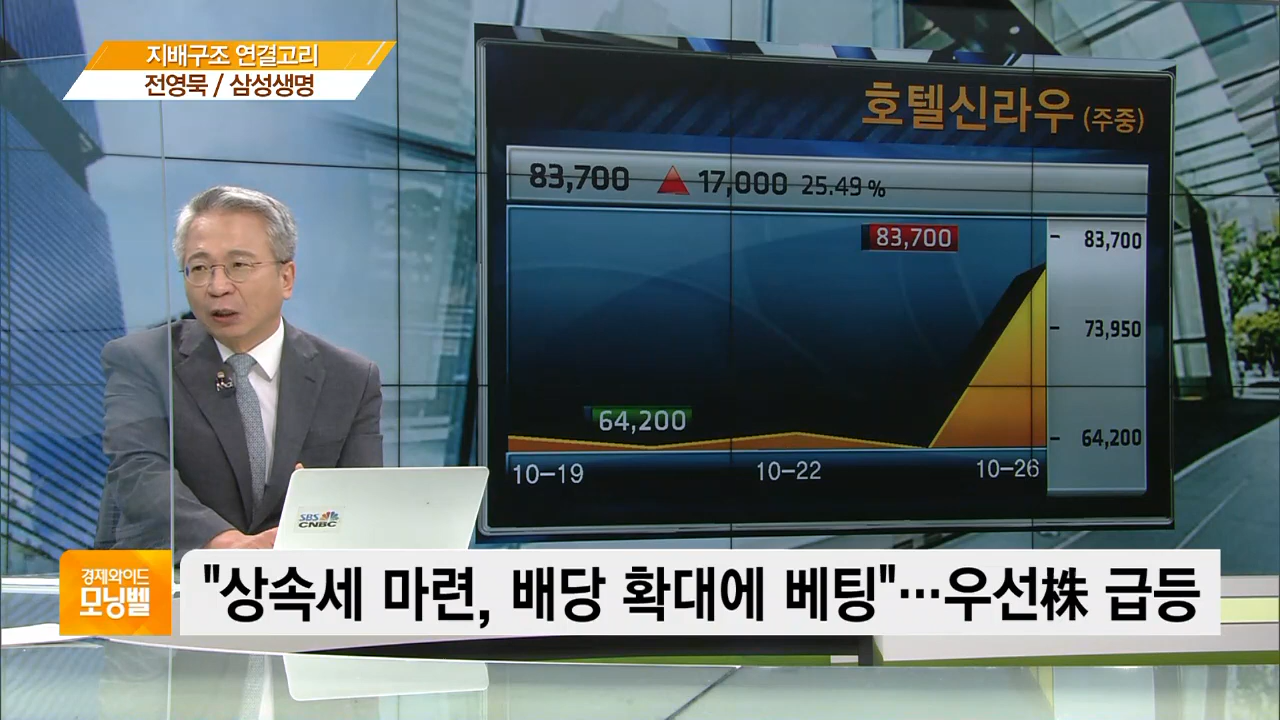 지배구조 연결고리
전영묵 / 삼성생명
호텔신라우 (주중)
83,700 ▲ 17,000 25.49 %
83,700
83,700
73,950
64,200
64,200
10-19 10-22 10-26
SBS
CNBC
경제와이드
모닝벨
"상속세 마련, 배당 확대에 베팅"…우선株 급등